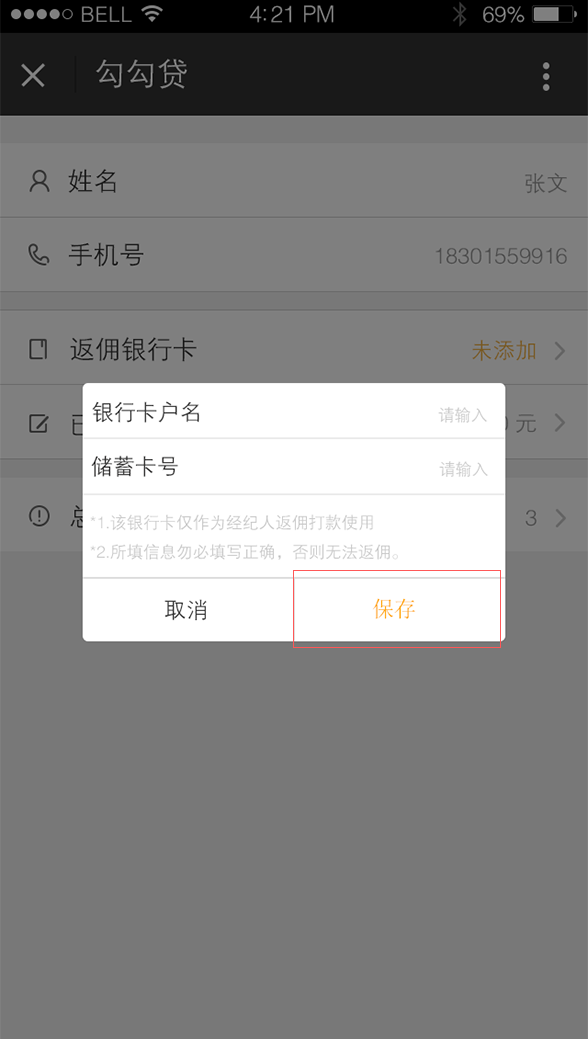 BELL 4:21 PM 69%
勾勾贷
姓名 张文
手机号 18301559916
返佣银行卡 未添加
元
银行卡户名 请输入
储蓄卡号 请输入
总 3
*1.该银行卡仅作为经纪人返佣打款使用
*2.所填信息勿必填写正确，否则无法返佣。
取消 保存